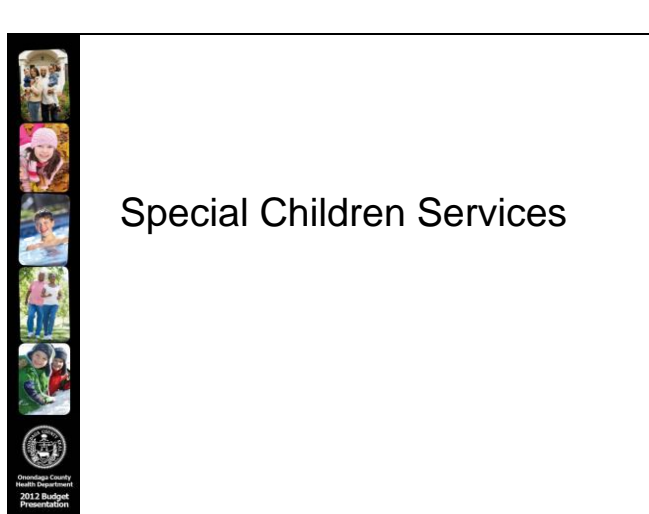 Special Children Services
Onondaga County
Health Department
2012 Budget
Presentation